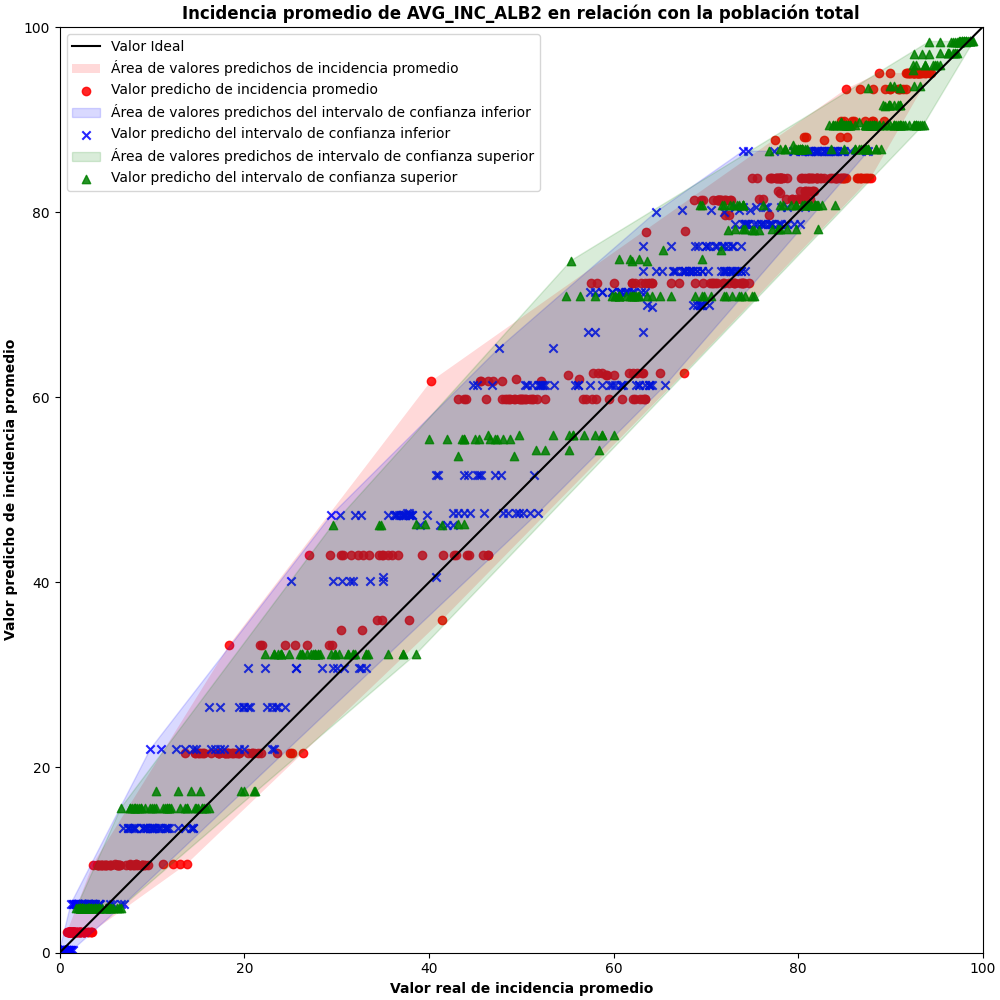 Incidencia promedio de AVG_INC_ALB2 en relación con la población total
Valor Ideal
Área de valores predichos de incidencia promedio
Valor predicho de incidencia promedio
Área de valores predichos del intervalo de confianza inferior
Valor predicho del intervalo de confianza inferior
Área de valores predichos de intervalo de confianza superior
Valor predicho del intervalo de confianza superior
Valor predicho de incidencia promedio
100
80
60
40
20
0
0 20 40 60 80 100
Valor real de incidencia promedio